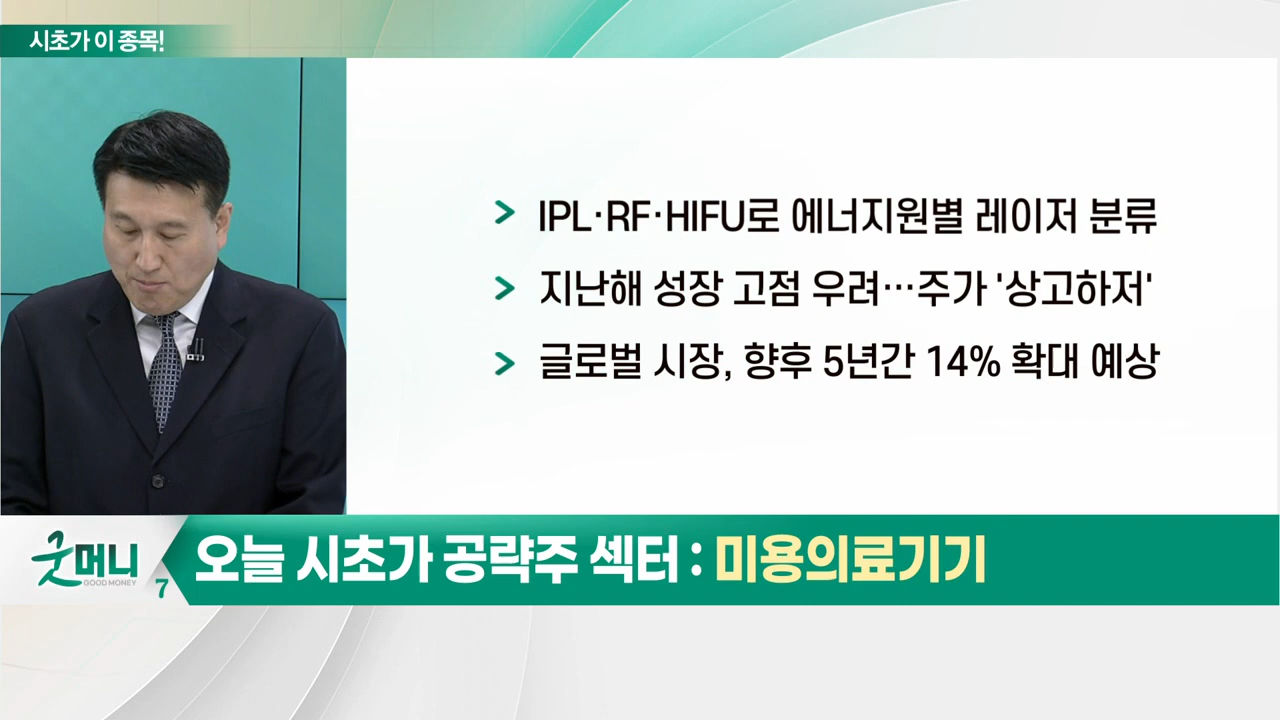 시초가 이 종목!
> IPL·RF·HIFU로 에너지원별 레이저 분류
> 지난해 성장 고점 우려···주가 '상고하저'
> 글로벌 시장, 향후 5년간 14% 확대 예상
굿머니
GOOD MONEY
7
오늘 시초가 공략주 섹터 : 미용의료기기